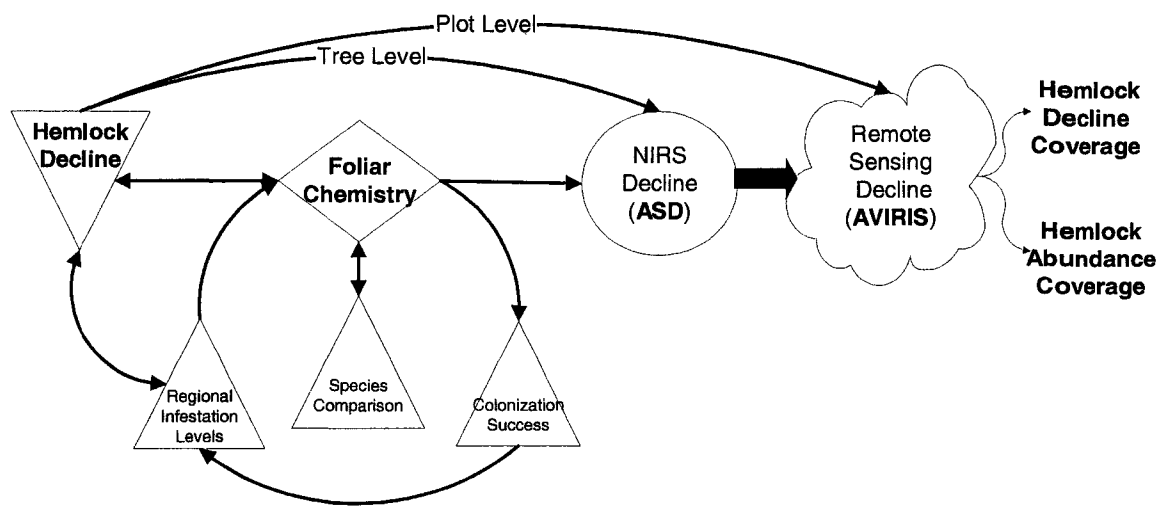 Plot Level
Tree Level
Hemlock
Decline
Foliar
Chemistry
NIRS
Decline
(ASD)
Remote
Sensing
Decline
(AVIRIS)
Hemlock
Decline
Coverage
Hemlock
Abundance
Coverage
Regional
Infestation
Levels
Species
Comparison
Colonization
Success